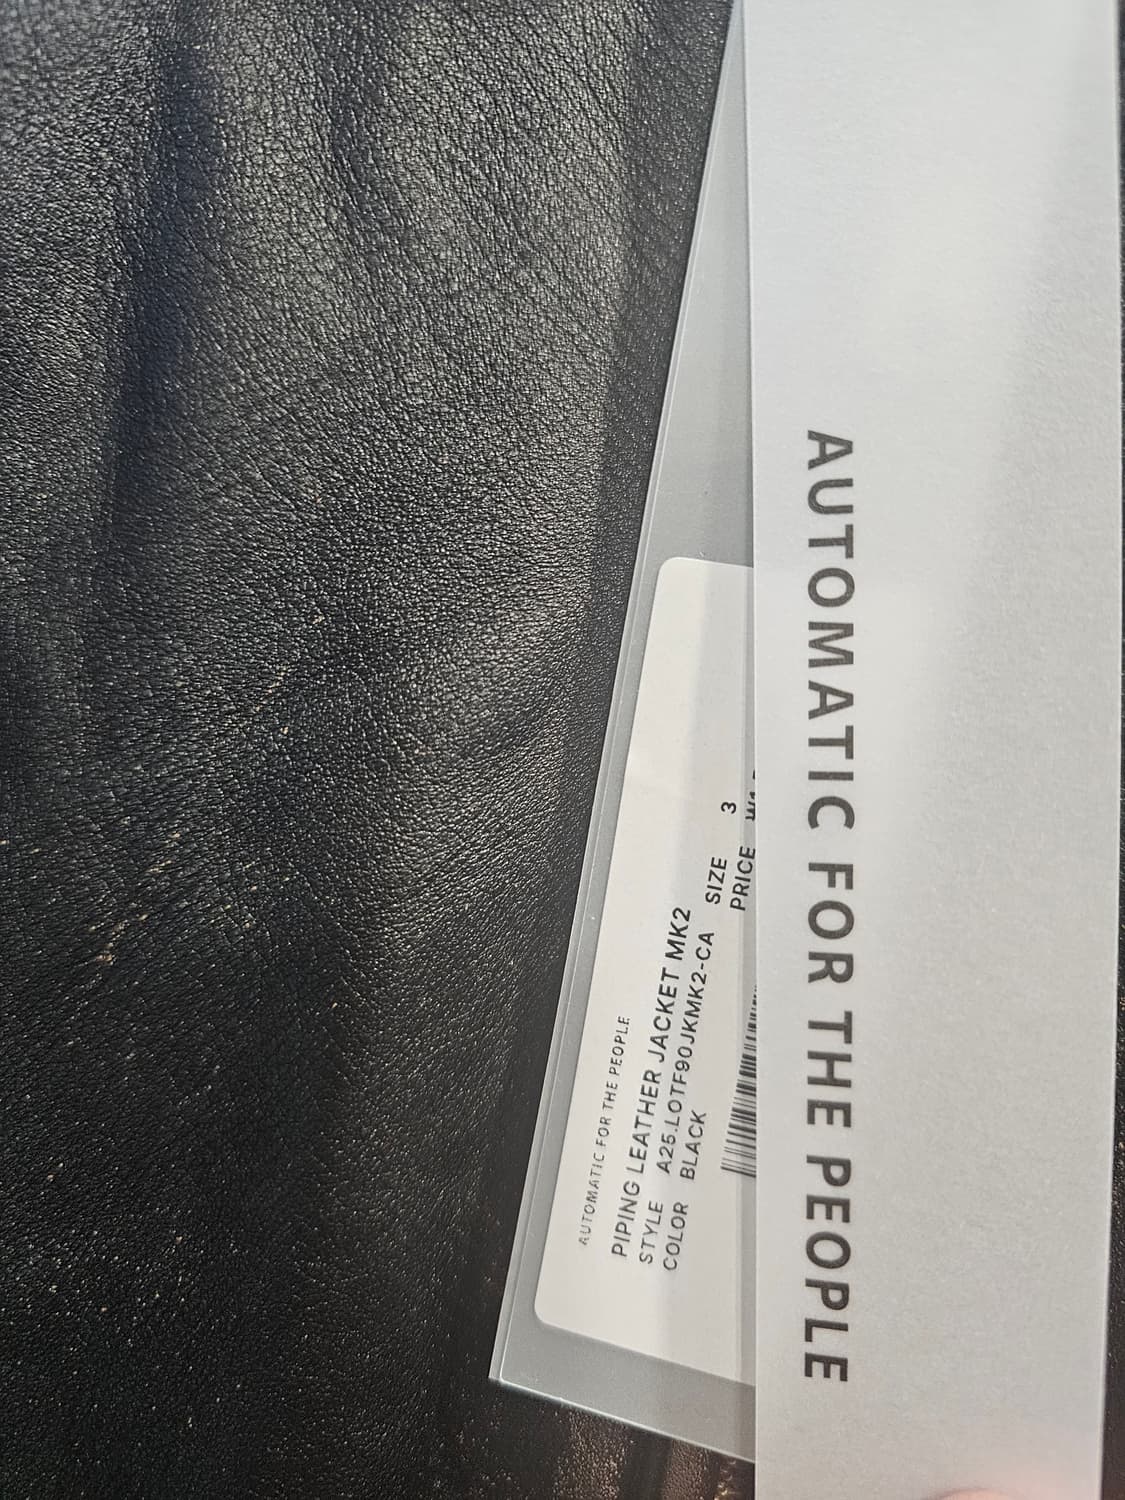 AUTOMATIC FOR THE PEOPLE
PIPING LEATHER JACKET MK2
STYLE A25:LOTF90JKMK2-CA
COLOR BLACK SIZE 3
PRICE
AUTOMATIC FOR THE PEOPLE